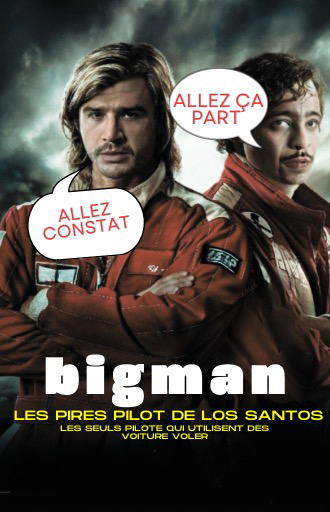 ALLEZ ÇA
PART
ALLEZ
CONSTAT
bigman
LES PIRES PILOT DE LOS SANTOS
LES SEULS PILOTE QUI UTILISENT DES
VOITURE VOLER